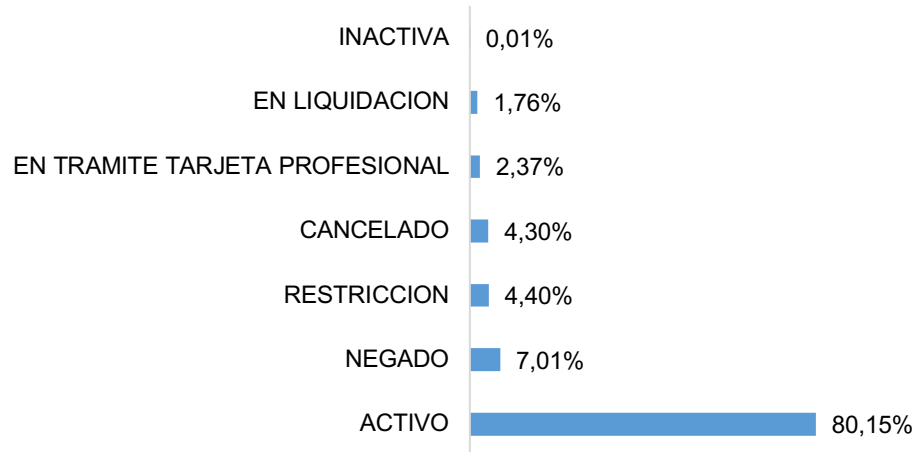 INACTIVA 0,01%
EN LIQUIDACION 1,76%
EN TRAMITE TARJETA PROFESIONAL 2,37%
CANCELADO 4,30%
RESTRICCION 4,40%
NEGADO 7,01%
ACTIVO 80,15%